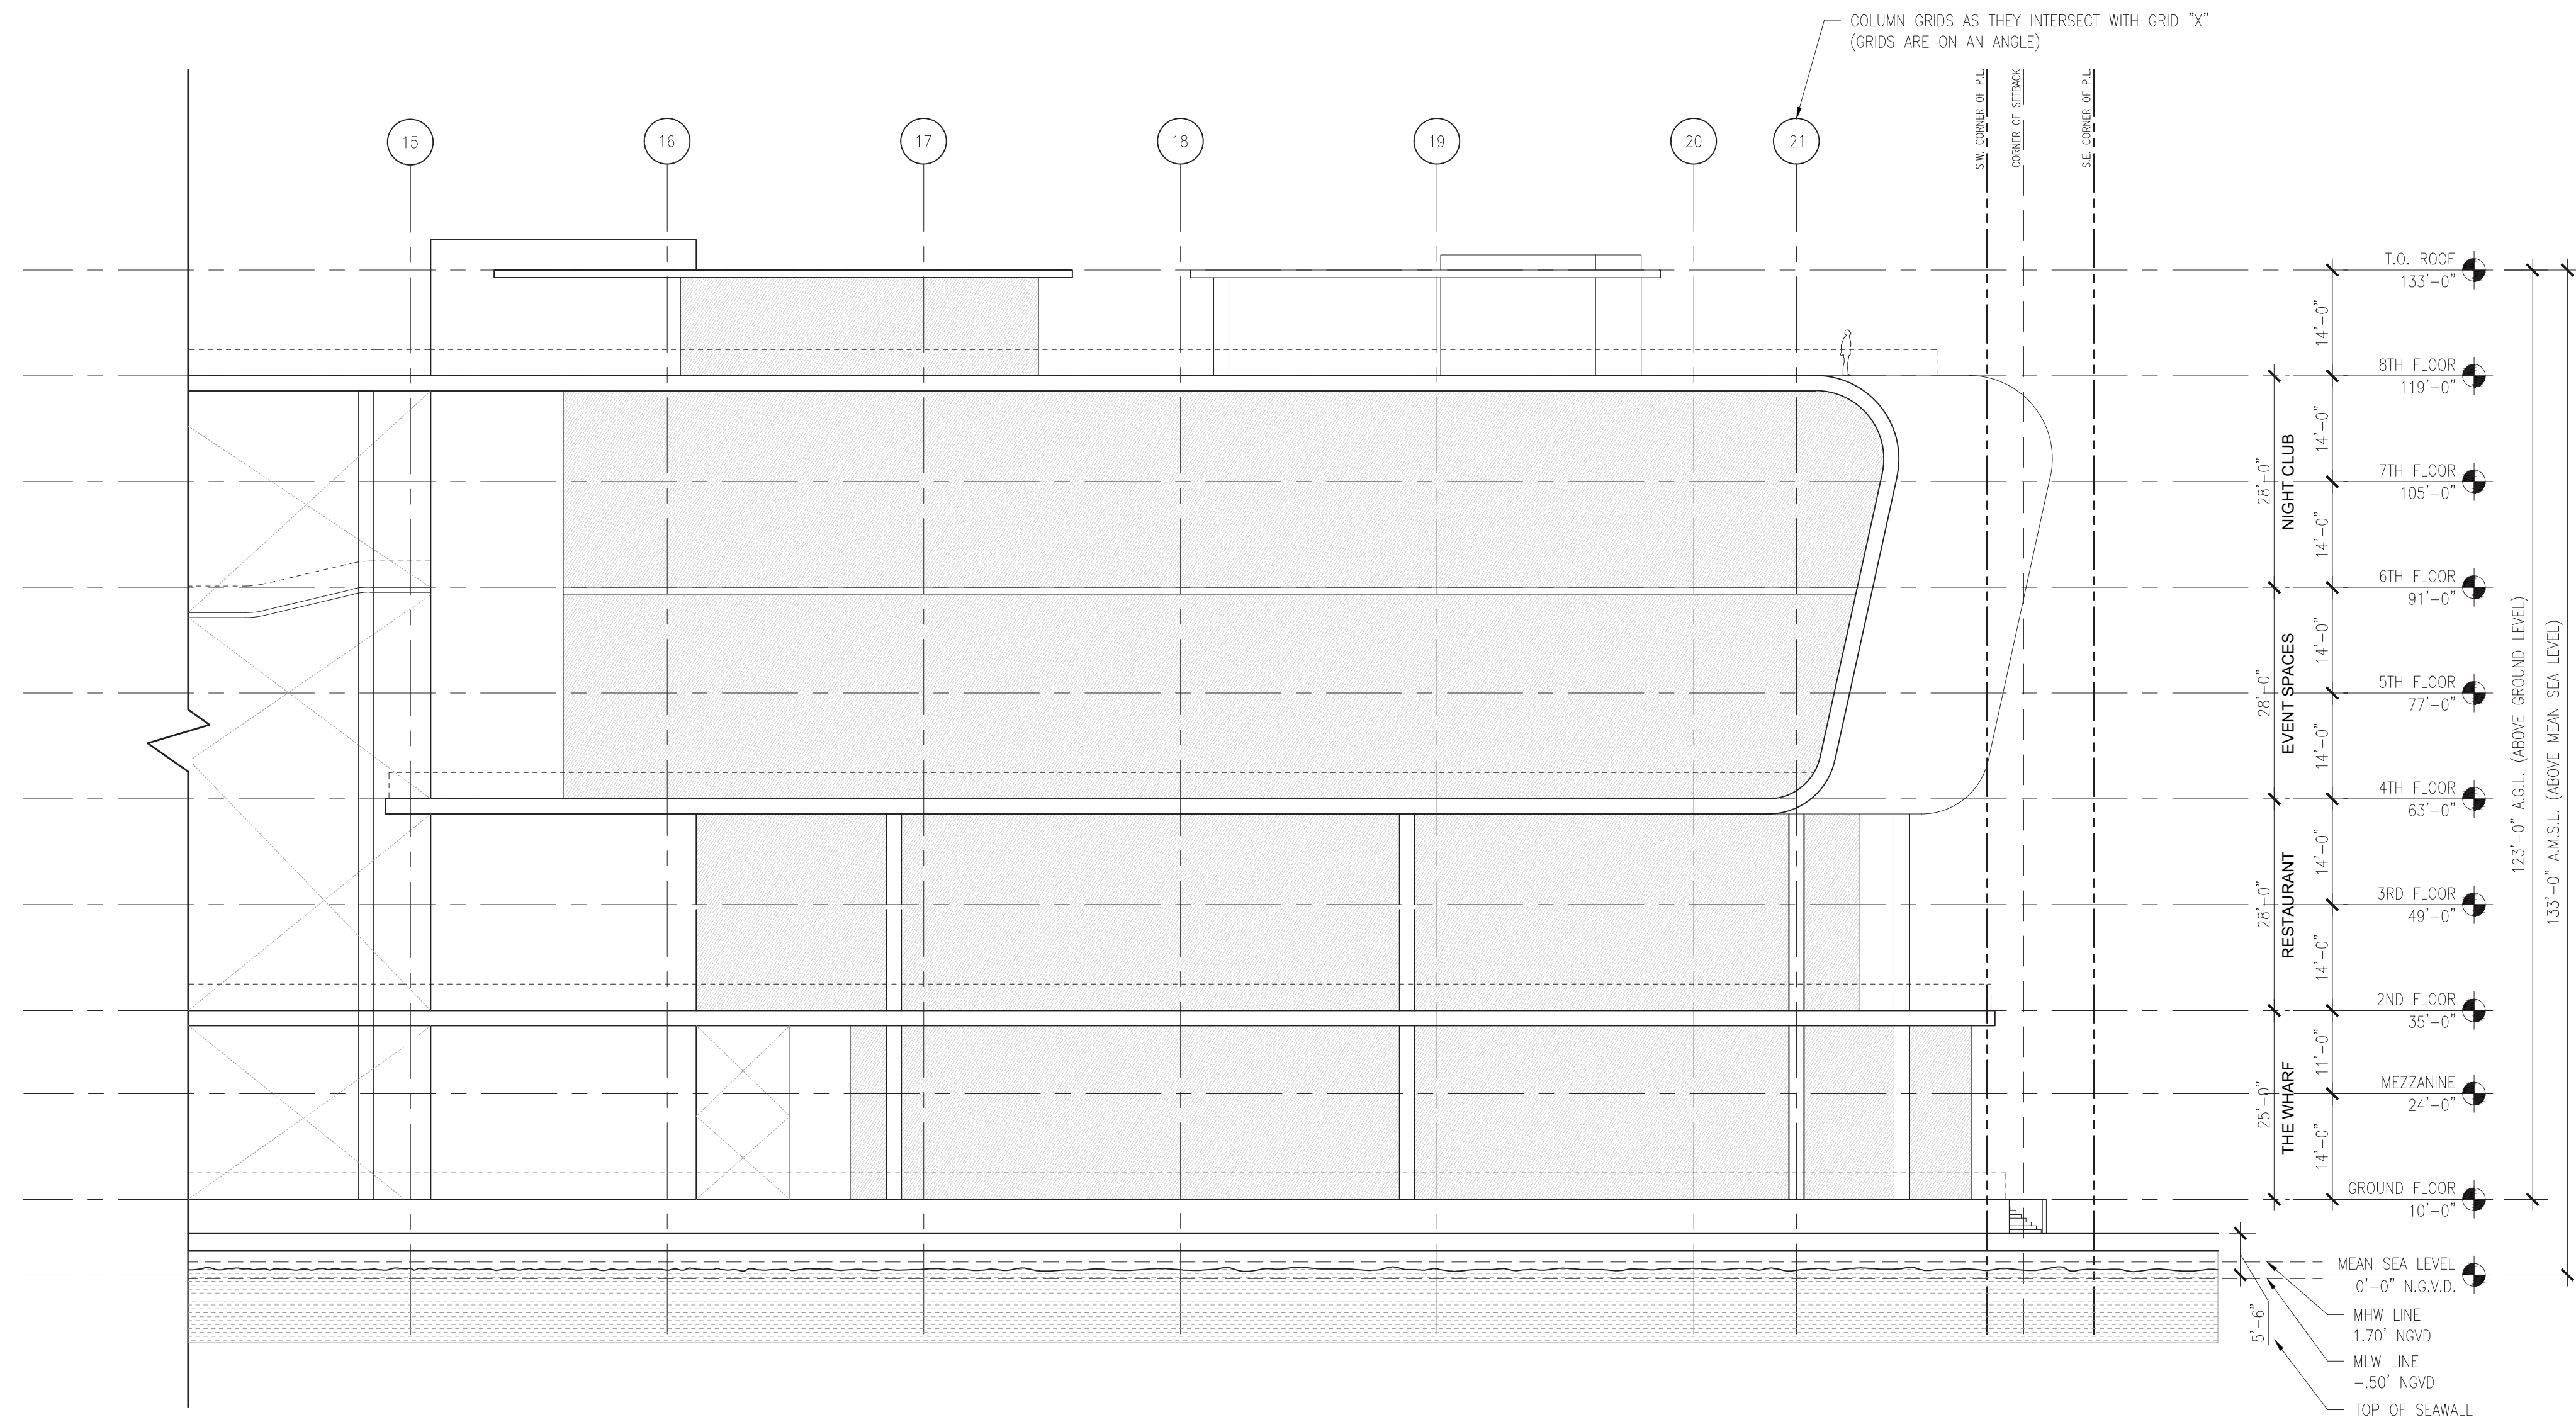 COLUMN GRIDS AS THEY INTERSECT WITH GRID "X"
(GRIDS ARE ON AN ANGLE)
S.W. CORNER OF P.L.
CORNER OF SETBACK
S.E. CORNER OF P.L.
15
16
17
18
19
20
21
T.O. ROOF
133'-0"
14'-0"
8TH FLOOR
119'-0"
14'-0"
NIGHT CLUB
28'-0"
7TH FLOOR
105'-0"
14'-0"
6TH FLOOR
91'-0"
14'-0"
EVENT SPACES
28'-0"
5TH FLOOR
77'-0"
14'-0"
4TH FLOOR
63'-0"
14'-0"
RESTAURANT
28'-0"
3RD FLOOR
49'-0"
14'-0"
2ND FLOOR
35'-0"
11'-0"
THE WHARF
25'-0"
MEZZANINE
24'-0"
14'-0"
GROUND FLOOR
10'-0"
123'-0" A.G.L. (ABOVE GROUND LEVEL)
133'-0" A.M.S.L. (ABOVE MEAN SEA LEVEL)
MEAN SEA LEVEL
0'-0" N.G.V.D.
MHW LINE
1.70' NGVD
MLW LINE
-.50' NGVD
5'-6"
TOP OF SEAWALL